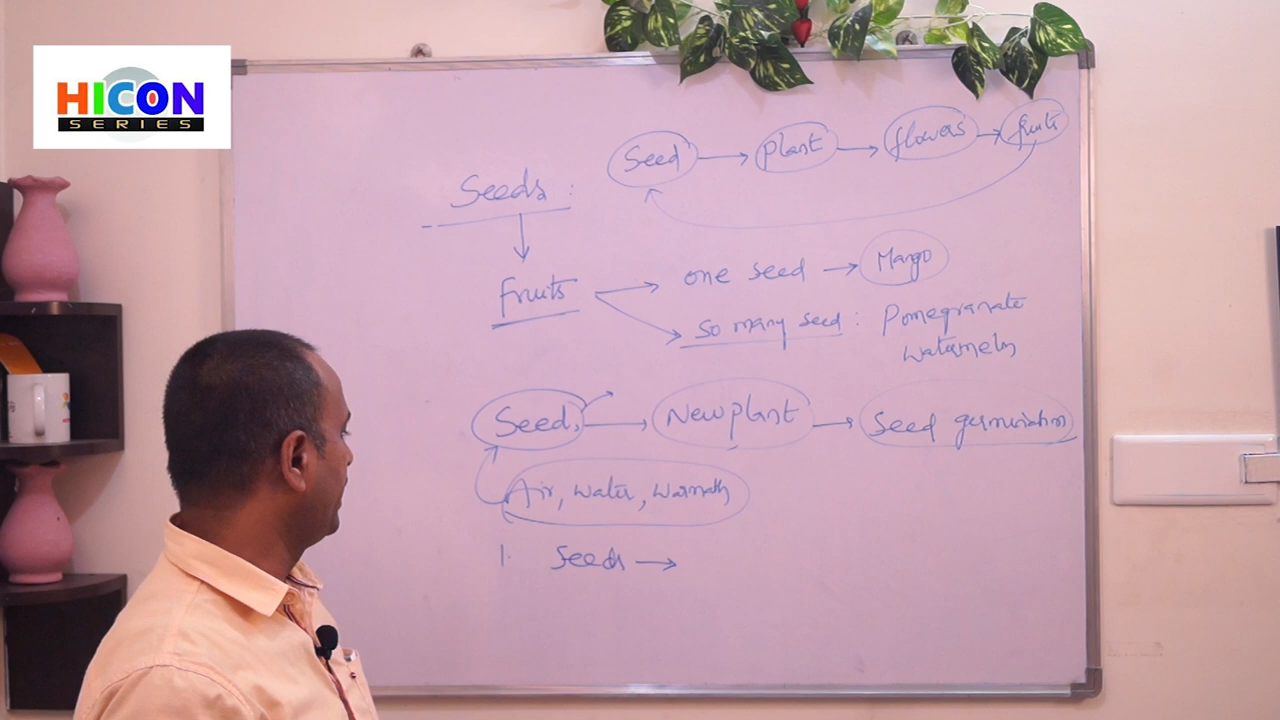 HICON
SERIES
Seed → plant → flowers → fruits
Seeds :
fruits → one seed → Mango
so many seed : Pomegranate
Watermelon
Seed → New plant → Seed germination
Air, water, warmth
1. Seeds →